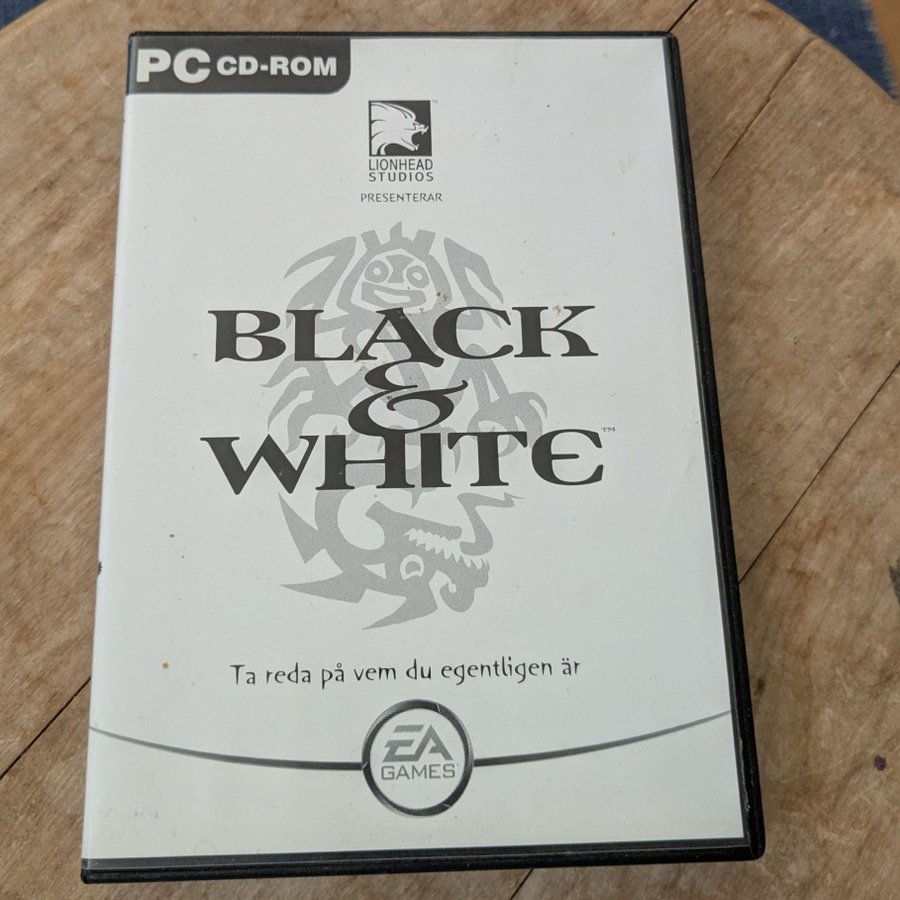 PC CD-ROM
LIONHEAD
STUDIOS
PRESENTERAR
BLACK
&
WHITE™
Ta reda på vem du egentligen är
EA
GAMES